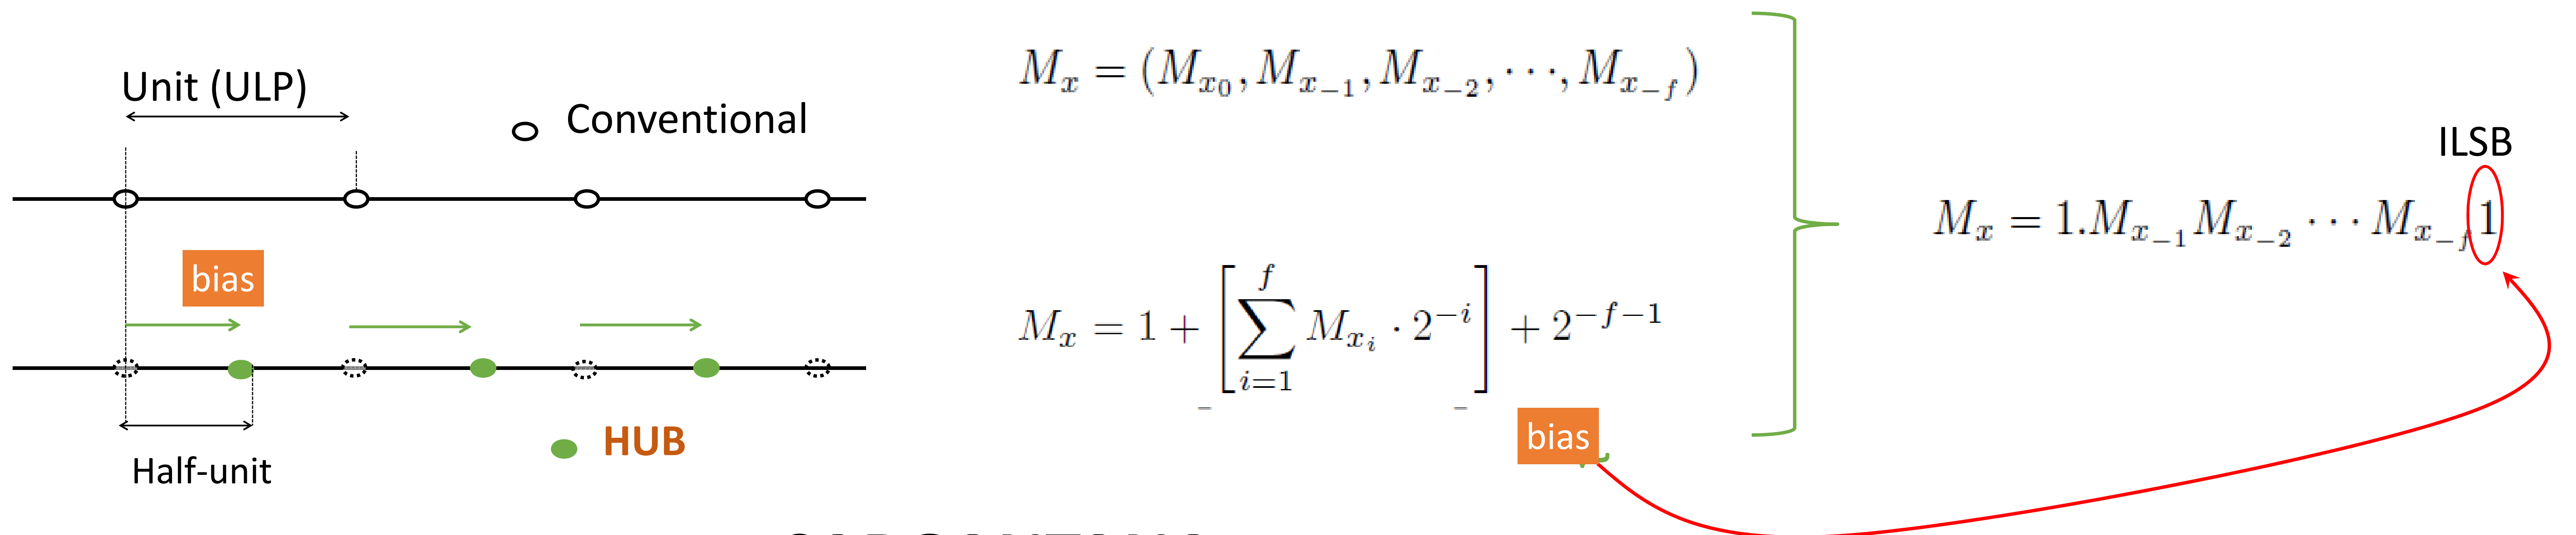 Unit (ULP)
Conventional
bias
HUB
Half-unit
M_x = (M_{x_0}, M_{x_{-1}}, M_{x_{-2}}, ⋯, M_{x_{-f}})
M_x = 1 + [∑_{i=1}^{f} M_{x_i} · 2^{-i}] + 2^{-f-1}
bias
ILSB
M_x = 1.M_{x_{-1}} M_{x_{-2}} ⋯ M_{x_{-f}} 1